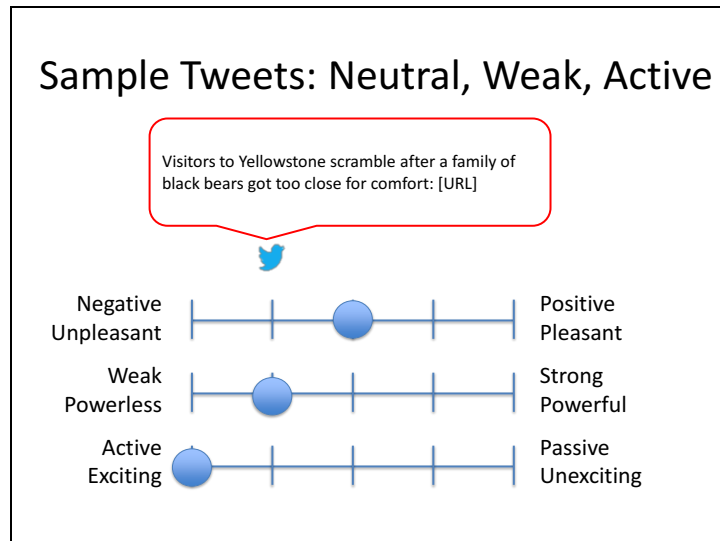 Sample Tweets: Neutral, Weak, Active
Visitors to Yellowstone scramble after a family of
black bears got too close for comfort: [URL]
Negative
Unpleasant
Positive
Pleasant
Weak
Powerless
Strong
Powerful
Active
Exciting
Passive
Unexciting